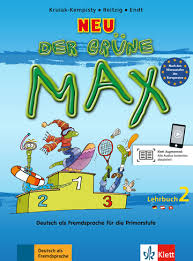 Krulak-Kempisty / Reitzig / Endt
NEU
DER GRÜNE
MAX
Lehrbuch 2
2 1 3
Deutsch als Fremdsprache für die Primarstufe
Deutsch als
Fremdsprache
Klett